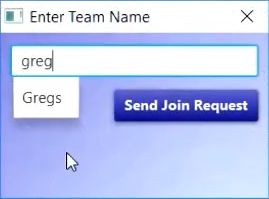 Enter Team Name
greg
Gregs
Send Join Request